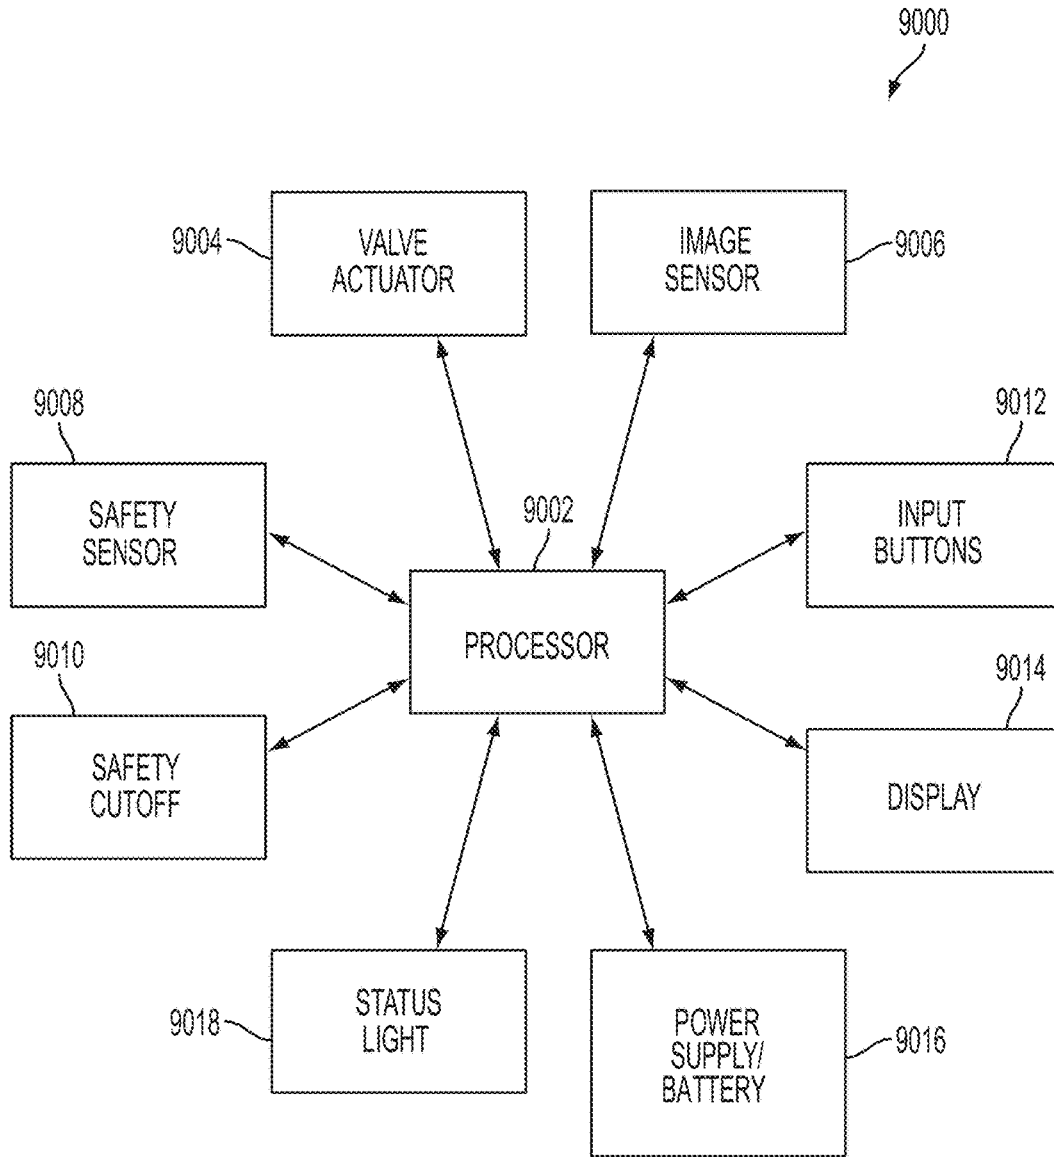 9000
9004
VALVE
ACTUATOR
IMAGE
SENSOR
9006
9008
SAFETY
SENSOR
9012
INPUT
BUTTONS
9002
PROCESSOR
9010
SAFETY
CUTOFF
9014
DISPLAY
9018
STATUS
LIGHT
POWER
SUPPLY/
BATTERY
9016